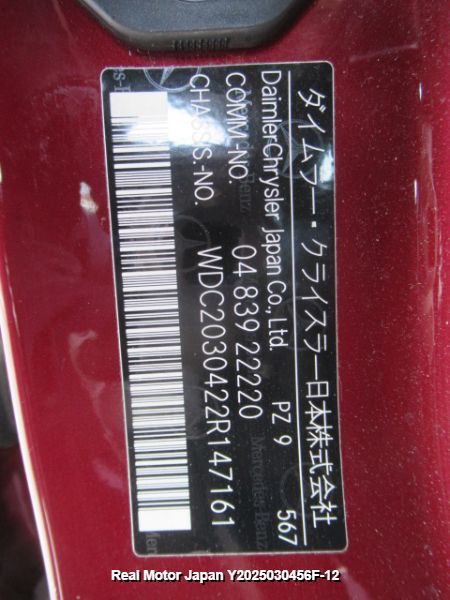 ダイムラー・クライスラー日本株式会社
DaimlerChrysler Japan Co., Ltd. PZ 9 567
COMM.-NO. 04 839 22220
CHASSIS.-NO. WDC2030422R147161
Real Motor Japan Y2025030456F-12